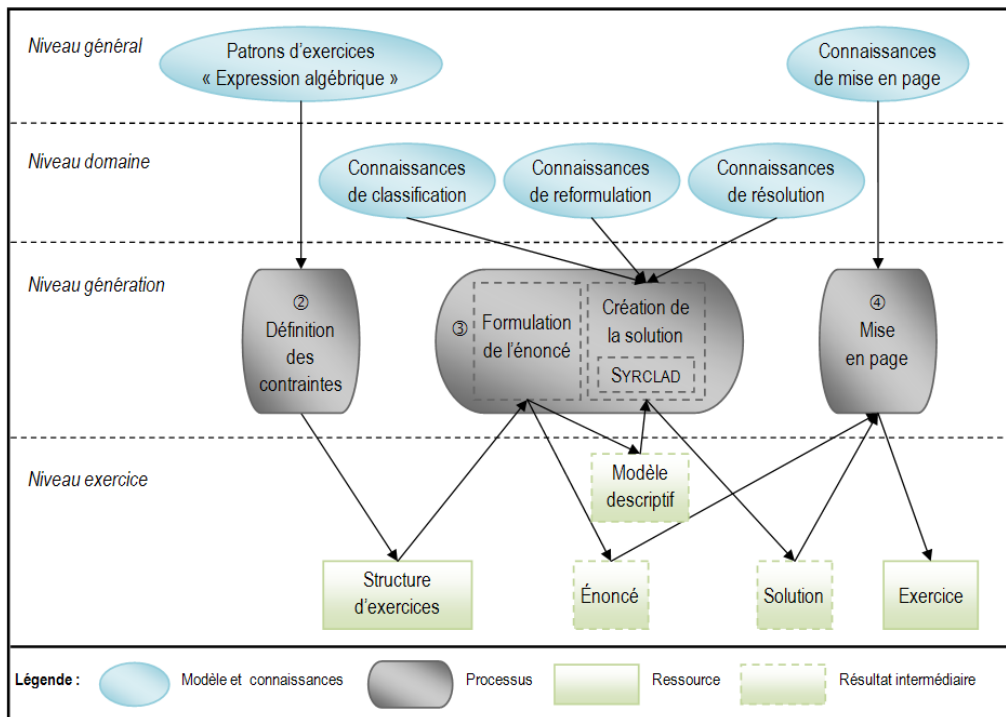 Niveau général
Patrons d'exercices
« Expression algébrique »
Connaissances
de mise en page
Niveau domaine
Connaissances
de classification
Connaissances
de reformulation
Connaissances
de résolution
Niveau génération
②
Définition
des
contraintes
③
Formulation
de l'énoncé
Création de
la solution
SYRCLAD
④
Mise
en page
Niveau exercice
Modèle
descriptif
Structure
d'exercices
Énoncé
Solution
Exercice
Légende :
Modèle et connaissances
Processus
Ressource
Résultat intermédiaire